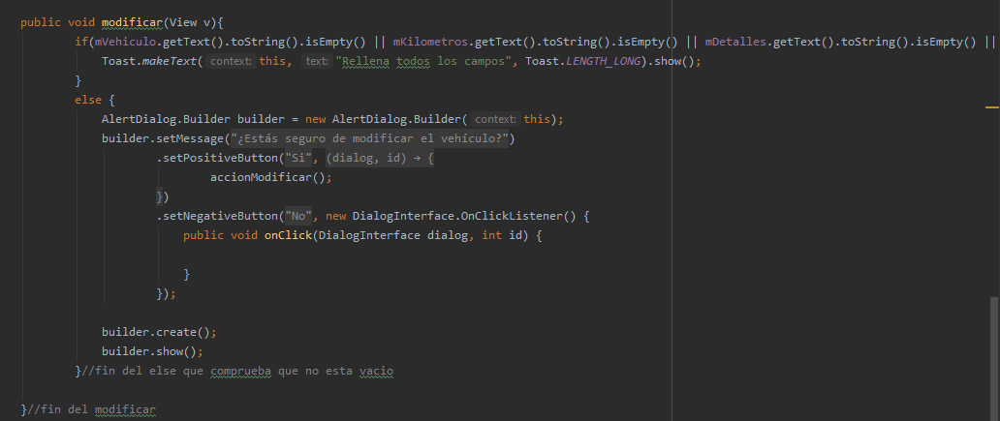 public void modificar(View v){
if(mVehiculo.getText().toString().isEmpty() || mKilometros.getText().toString().isEmpty() || mDetalles.getText().toString().isEmpty() ||
Toast.makeText( context: this, text: "Rellena todos los campos", Toast.LENGTH_LONG).show();
}
else {
AlertDialog.Builder builder = new AlertDialog.Builder( context: this);
builder.setMessage("¿Estás seguro de modificar el vehículo?")
.setPositiveButton("Si", (dialog, id) → {
accionModificar();
})
.setNegativeButton("No", new DialogInterface.OnClickListener() {
public void onClick(DialogInterface dialog, int id) {
}
});
builder.create();
builder.show();
}//fin del else que comprueba que no esta vacio
}//fin del modificar